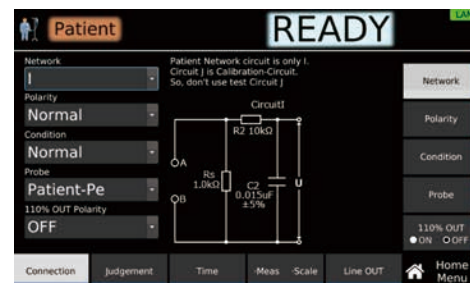 LAN
Patient
READY
Network
I
Polarity
Normal
Condition
Normal
Probe
Patient-Pe
110% OUT Polarity
OFF
Patient Network circuit is only I.
Circuit J is Calibration-Circuit.
So, don't use test Circuit J
CircuitI
R2 10kΩ
A
Rs
1.0kΩ
B
C2
0.015uF
±5%
U
Network
Polarity
Condition
Probe
110% OUT
ON OFF
Connection
Judgement
Time
-Meas -Scale
Line OUT
Home
Menu